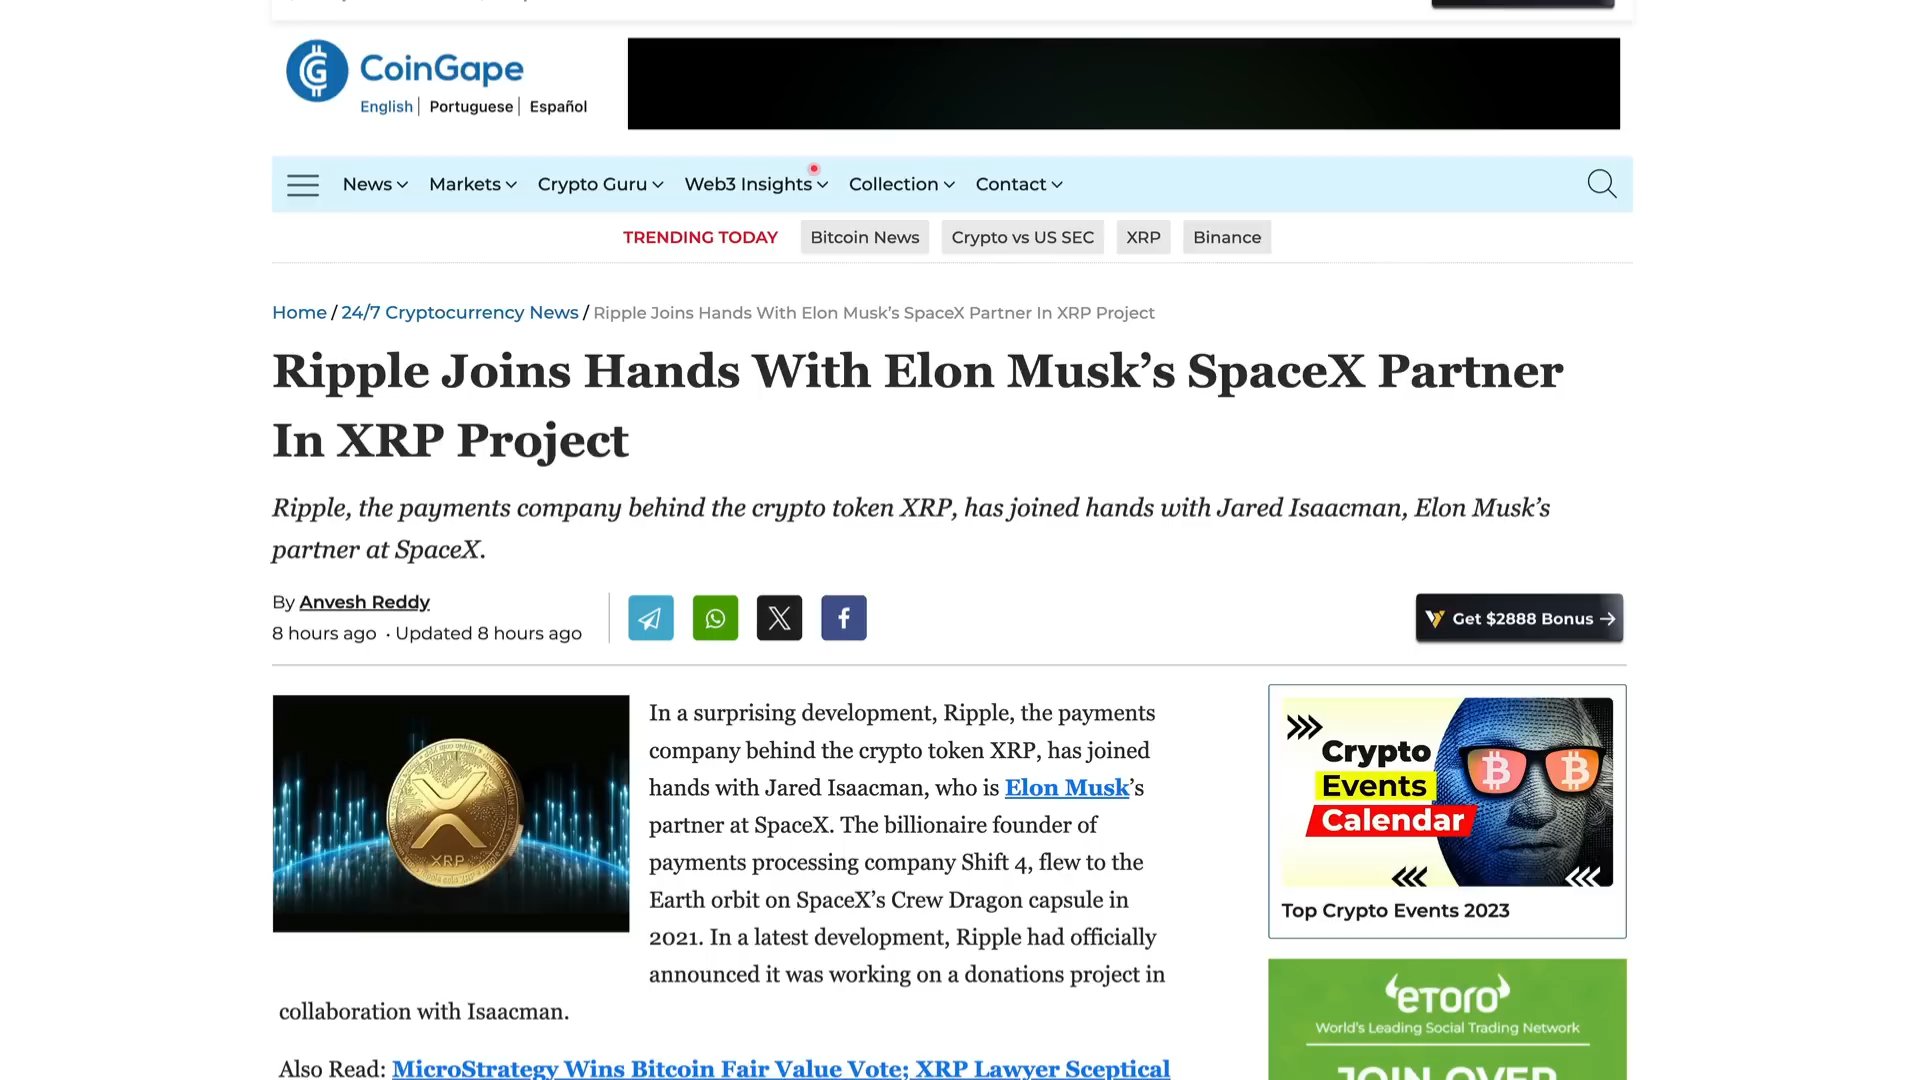 CoinGape
English | Portuguese | Español
News Markets Crypto Guru Web3 Insights Collection Contact
TRENDING TODAY Bitcoin News Crypto vs US SEC XRP Binance
Home / 24/7 Cryptocurrency News / Ripple Joins Hands With Elon Musk’s SpaceX Partner In XRP Project
Ripple Joins Hands With Elon Musk’s SpaceX Partner
In XRP Project
Ripple, the payments company behind the crypto token XRP, has joined hands with Jared Isaacman, Elon Musk’s
partner at SpaceX.
By Anvesh Reddy
8 hours ago · Updated 8 hours ago
Get $2888 Bonus →
XRP
In a surprising development, Ripple, the payments
company behind the crypto token XRP, has joined
hands with Jared Isaacman, who is Elon Musk’s
partner at SpaceX. The billionaire founder of
payments processing company Shift 4, flew to the
Earth orbit on SpaceX’s Crew Dragon capsule in
2021. In a latest development, Ripple had officially
announced it was working on a donations project in
collaboration with Isaacman.
Also Read: MicroStrategy Wins Bitcoin Fair Value Vote; XRP Lawyer Sceptical
Crypto
Events
Calendar
Top Crypto Events 2023
eToro
World’s Leading Social Trading Network
JOIN OVER